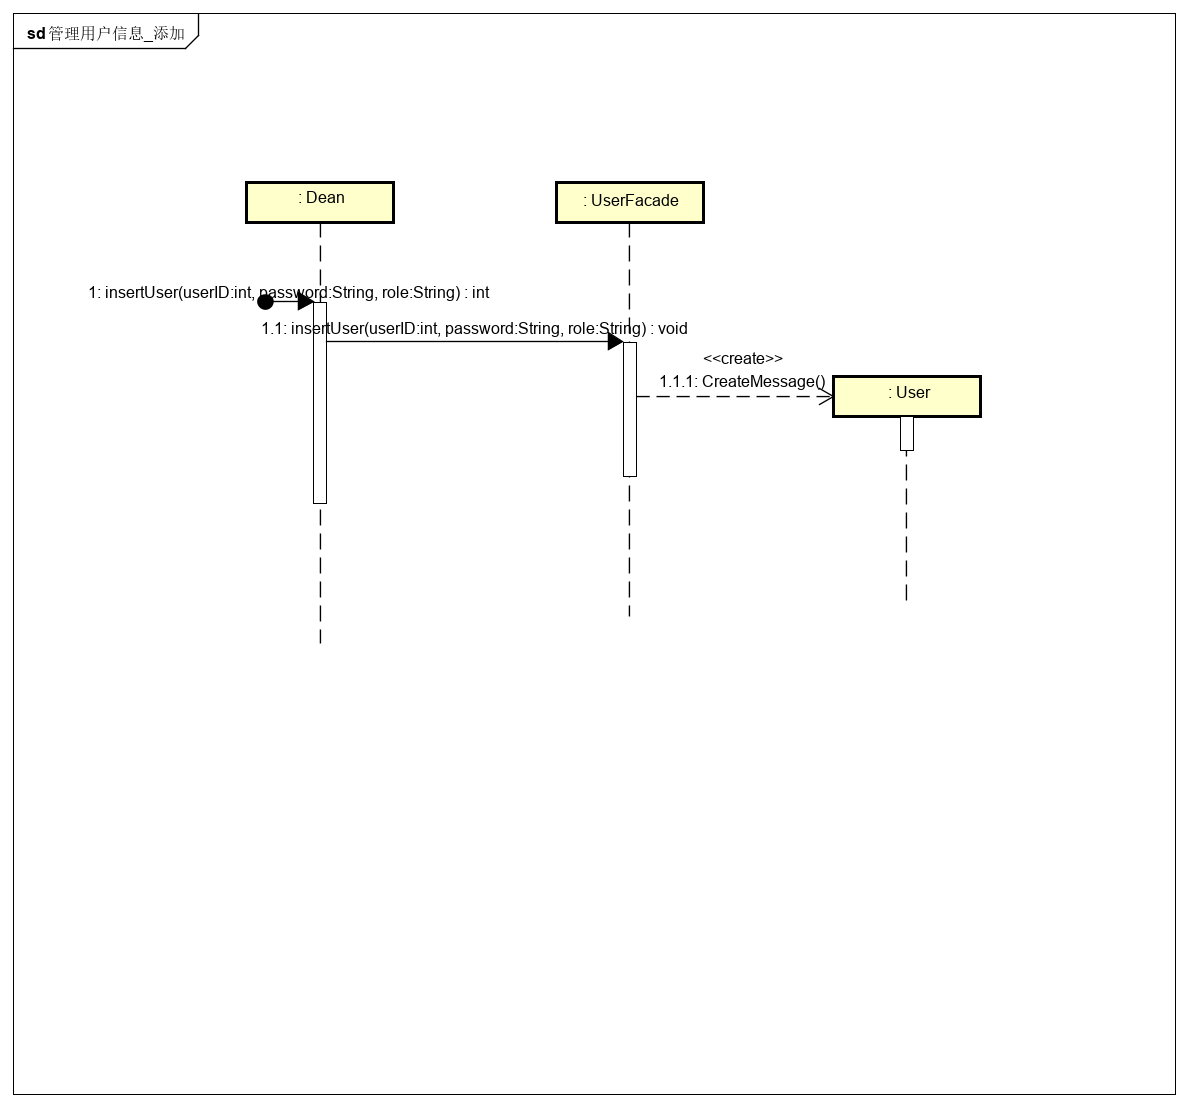 sd 管理用户信息_添加
: Dean
: UserFacade
1: insertUser(userID:int, password:String, role:String) : int
1.1: insertUser(userID:int, password:String, role:String) : void
<<create>>
1.1.1: CreateMessage()
: User